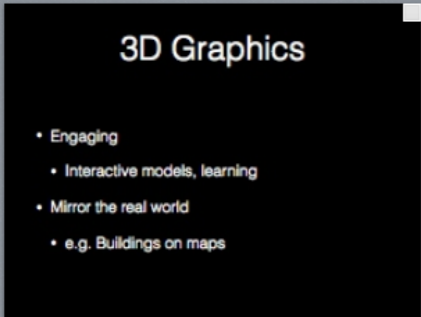 3D Graphics
• Engaging
• Interactive models, learning
• Mirror the real world
• e.g. Buildings on maps